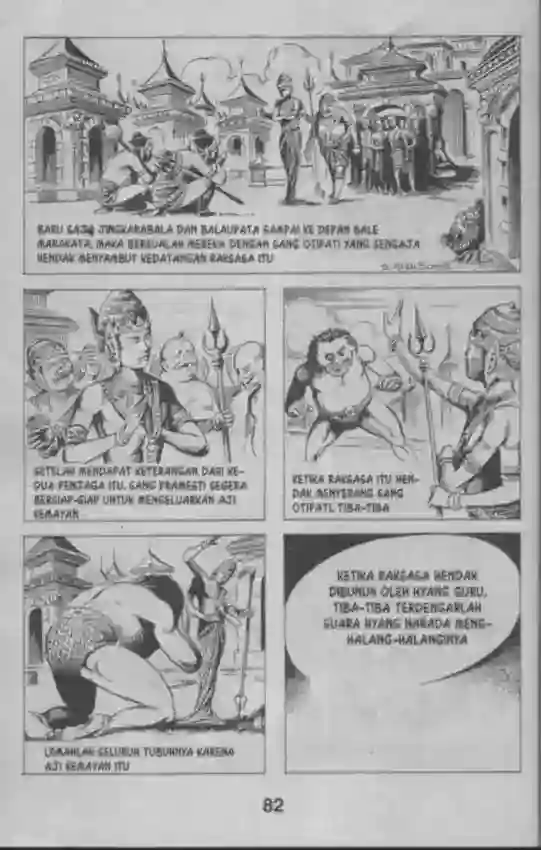 BARU SAJA JINGKARABALA DAN BALAUPATA SAMPAI KE DEPAN BALE
MARAKATA, MAKA BERJUALAH MEREKA DENGAN SANG OTIPATI YANG SENGAJA
HENDAK MENYAMBUT KEDATANGAN RAKSASA ITU
SETELAH MENDAPAT KETERANGAN DARI KE-
DUA PENJAGA ITU, SANG PRAMESTI SEGERA
BERSIAP-SIAP UNTUK MENGELUARKAN AJI
KEMAYAN
KETIKA RAKSASA ITU HEN-
DAK MENYERANG SANG
OTIPATI, TIBA-TIBA
LEMAHLAH SELURUH TUBUHNYA KARENA
AJI KEMAYAN ITU
KETIKA RAKSASA HENDAK
DIBUNUH OLEH HYANG GURU,
TIBA-TIBA TERDENGARLAH
SUARA HYANG NARADA MENG-
HALANG-HALANGINYA
82